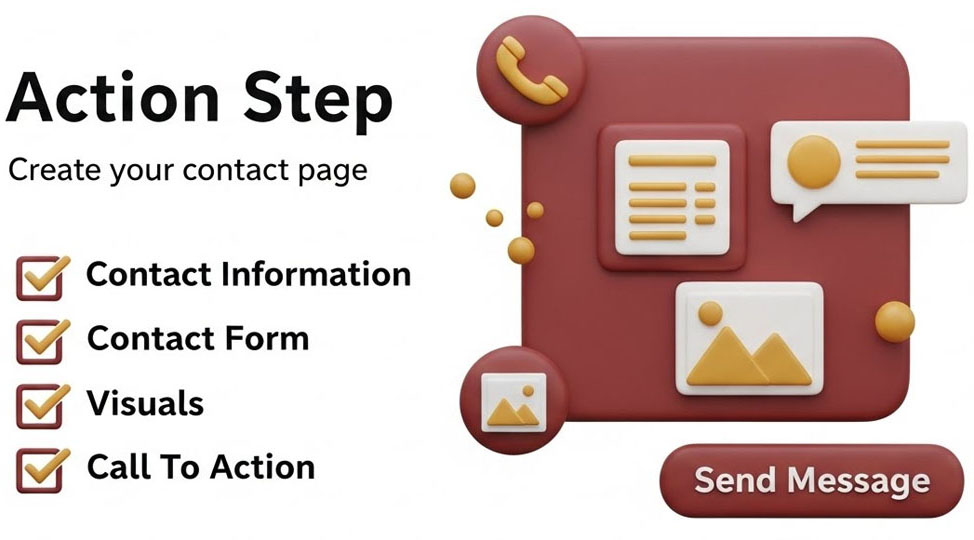 Action Step
Create your contact page
Contact Information
Contact Form
Visuals
Call To Action
Send Message